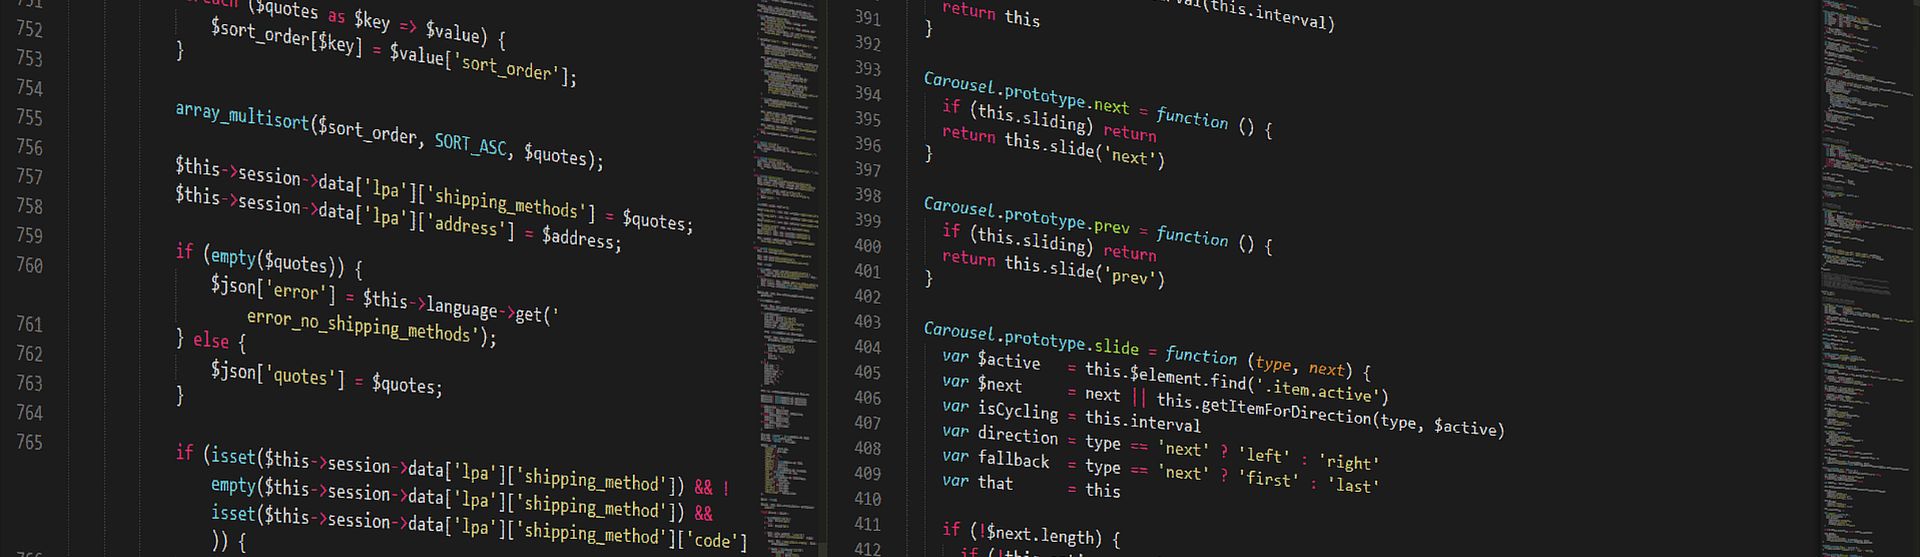 751
foreach ($quotes as $key => $value) {
752
$sort_order[$key] = $value['sort_order'];
753
}
754
755
array_multisort($sort_order, SORT_ASC, $quotes);
756
757
$this->session->data['lpa']['shipping_methods'] = $quotes;
758
$this->session->data['lpa']['address'] = $address;
759
760
if (empty($quotes)) {
$json['error'] = $this->language->get('
error_no_shipping_methods');
761
} else {
762
$json['quotes'] = $quotes;
763
}
764
765
if (isset($this->session->data['lpa']['shipping_method']) && !
empty($this->session->data['lpa']['shipping_method']) &&
isset($this->session->data['lpa']['shipping_method']['code']
)) {
(this.interval)
391
return this
392
}
393
394
Carousel.prototype.next = function () {
395
if (this.sliding) return
396
return this.slide('next')
397
}
398
399
Carousel.prototype.prev = function () {
400
if (this.sliding) return
401
return this.slide('prev')
402
}
403
404
Carousel.prototype.slide = function (type, next) {
405
var $active = this.$element.find('.item.active')
406
var $next = next || this.getItemForDirection(type, $active)
407
var isCycling = this.interval
408
var direction = type == 'next' ? 'left' : 'right'
409
var fallback = type == 'next' ? 'first' : 'last'
410
var that = this
411
412
if (!$next.length) {